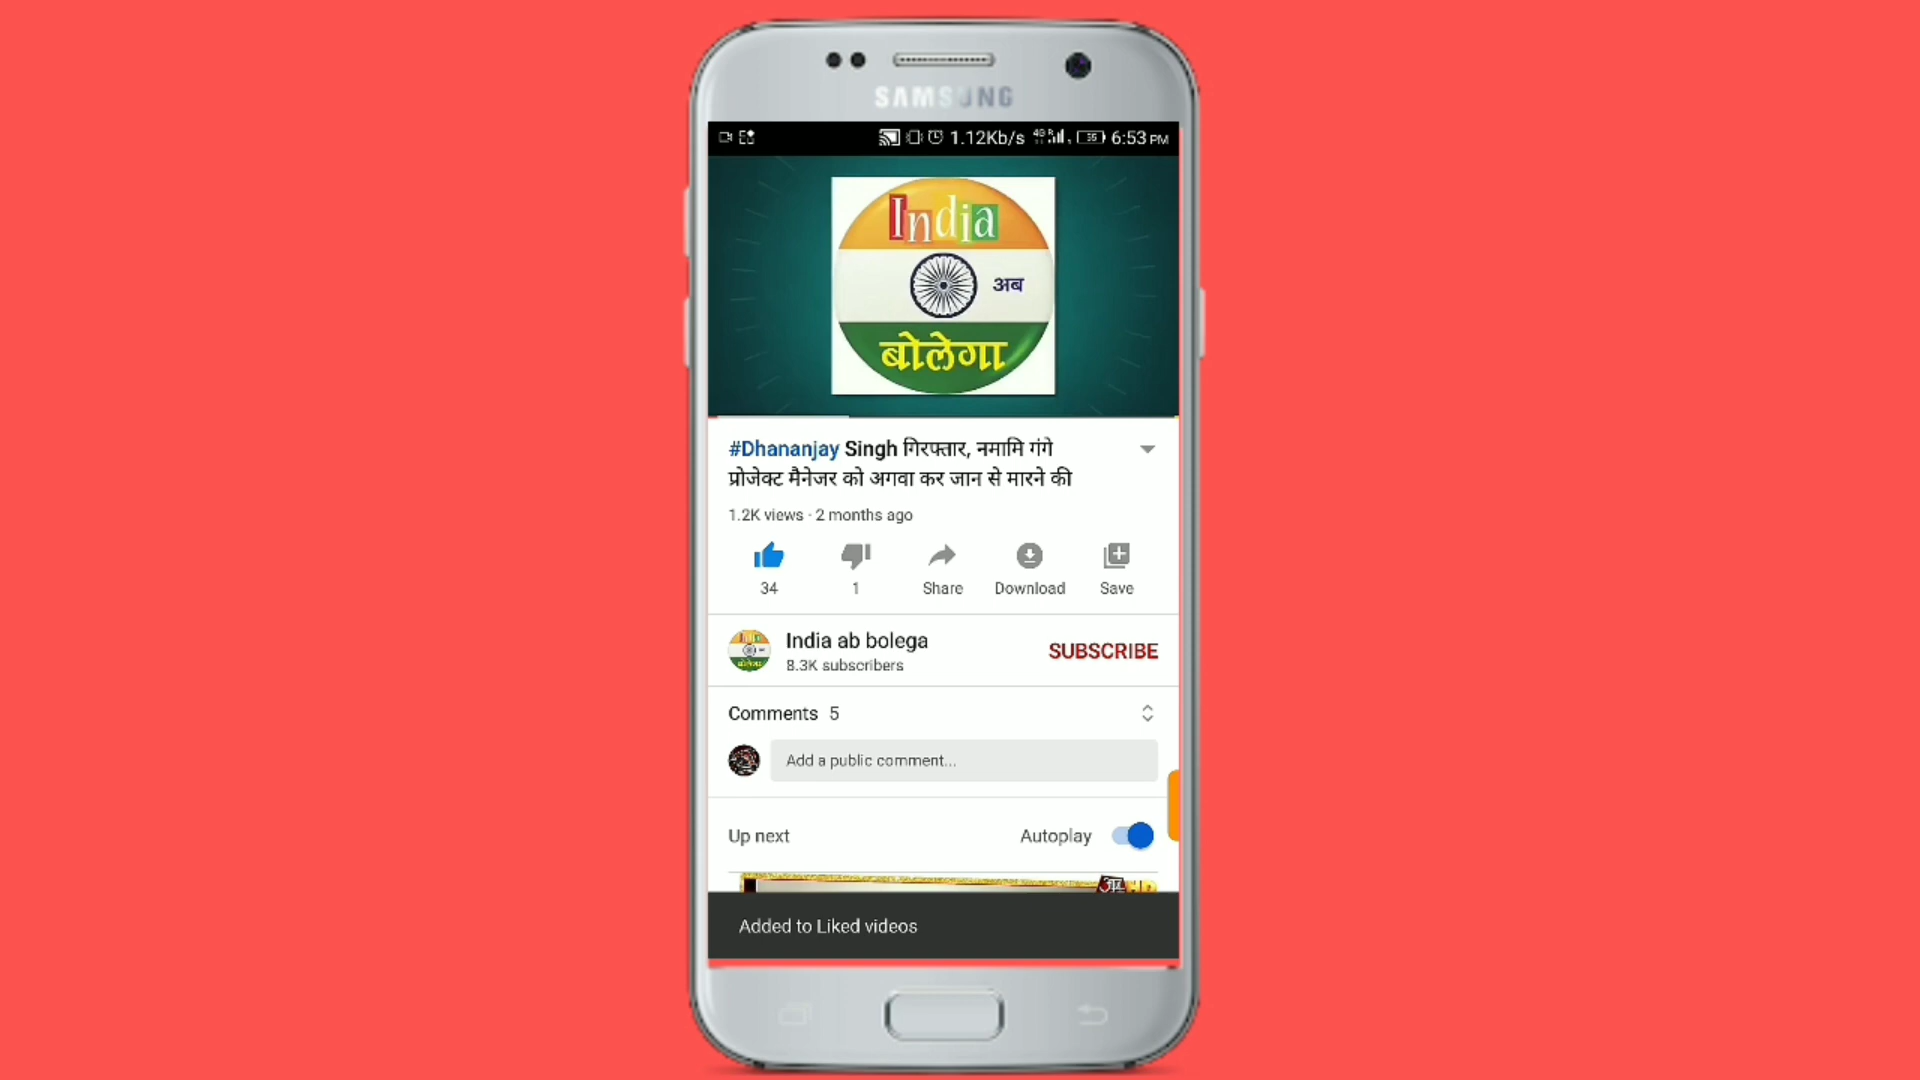 SAMSUNG
1.12Kb/s 6:53 PM
India
अब
बोलेगा
#Dhananjay Singh गिरफ्तार, नमामि गंगे
प्रोजेक्ट मैनेजर को अगवा कर जान से मारने की
1.2K views · 2 months ago
34 1 Share Download Save
India ab bolega
8.3K subscribers
SUBSCRIBE
Comments 5
Add a public comment...
Up next Autoplay
Added to Liked videos